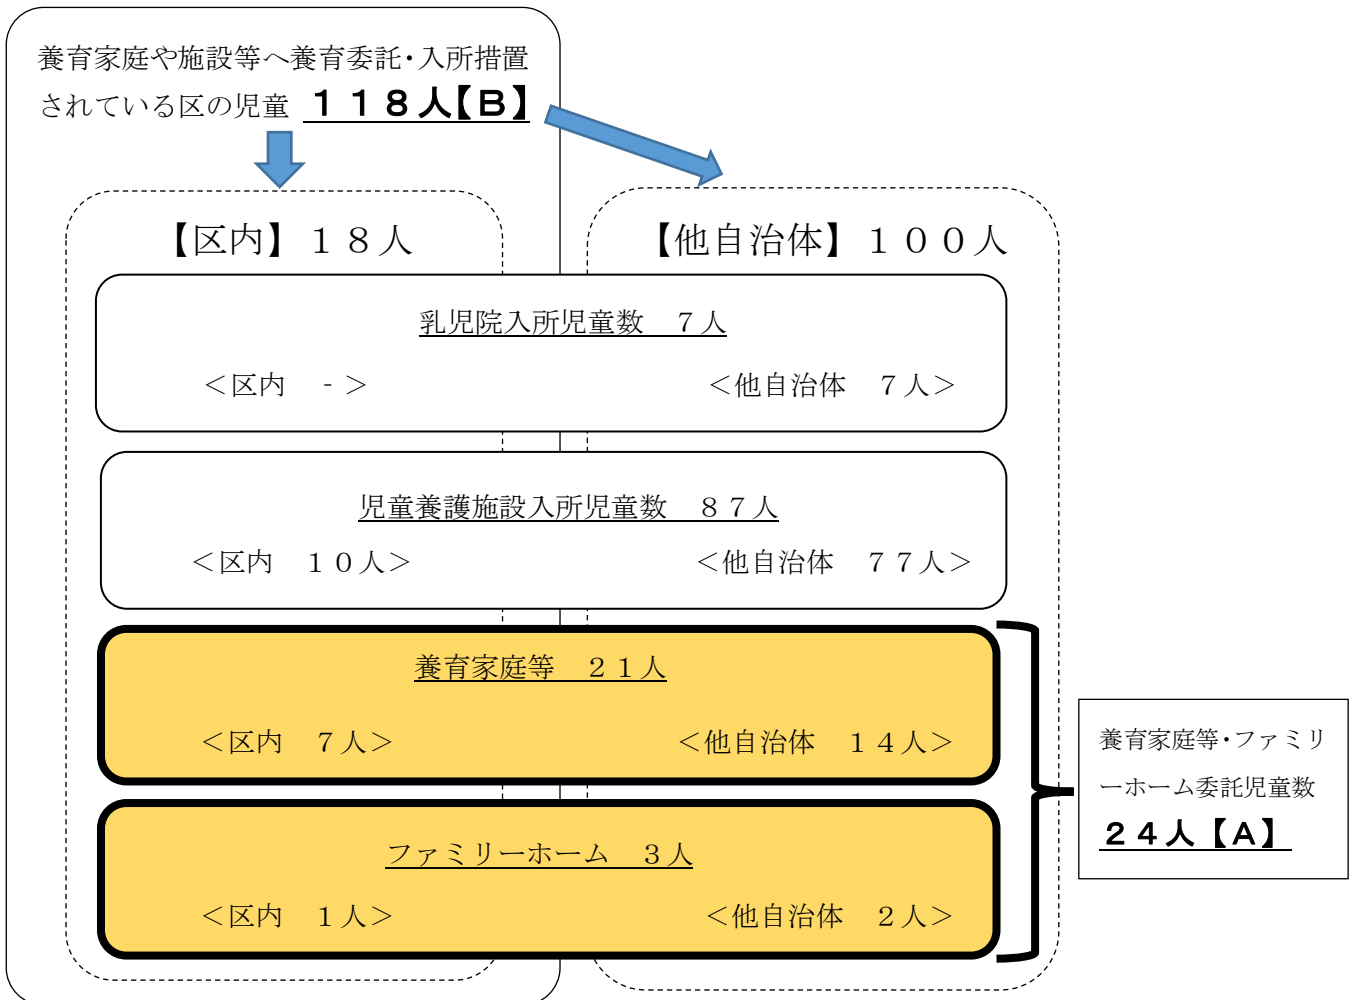 養育家庭や施設等へ養育委託・入所措置
されている区の児童 １１８人【Ｂ】
【区内】１８人
【他自治体】１００人
乳児院入所児童数　７人
＜区内　-＞
＜他自治体　７人＞
児童養護施設入所児童数　８７人
＜区内　１０人＞
＜他自治体　７７人＞
養育家庭等　２１人
＜区内　７人＞
＜他自治体　１４人＞
ファミリーホーム　３人
＜区内　１人＞
＜他自治体　２人＞
養育家庭等・ファミリ
ーホーム委託児童数
２４人【Ａ】